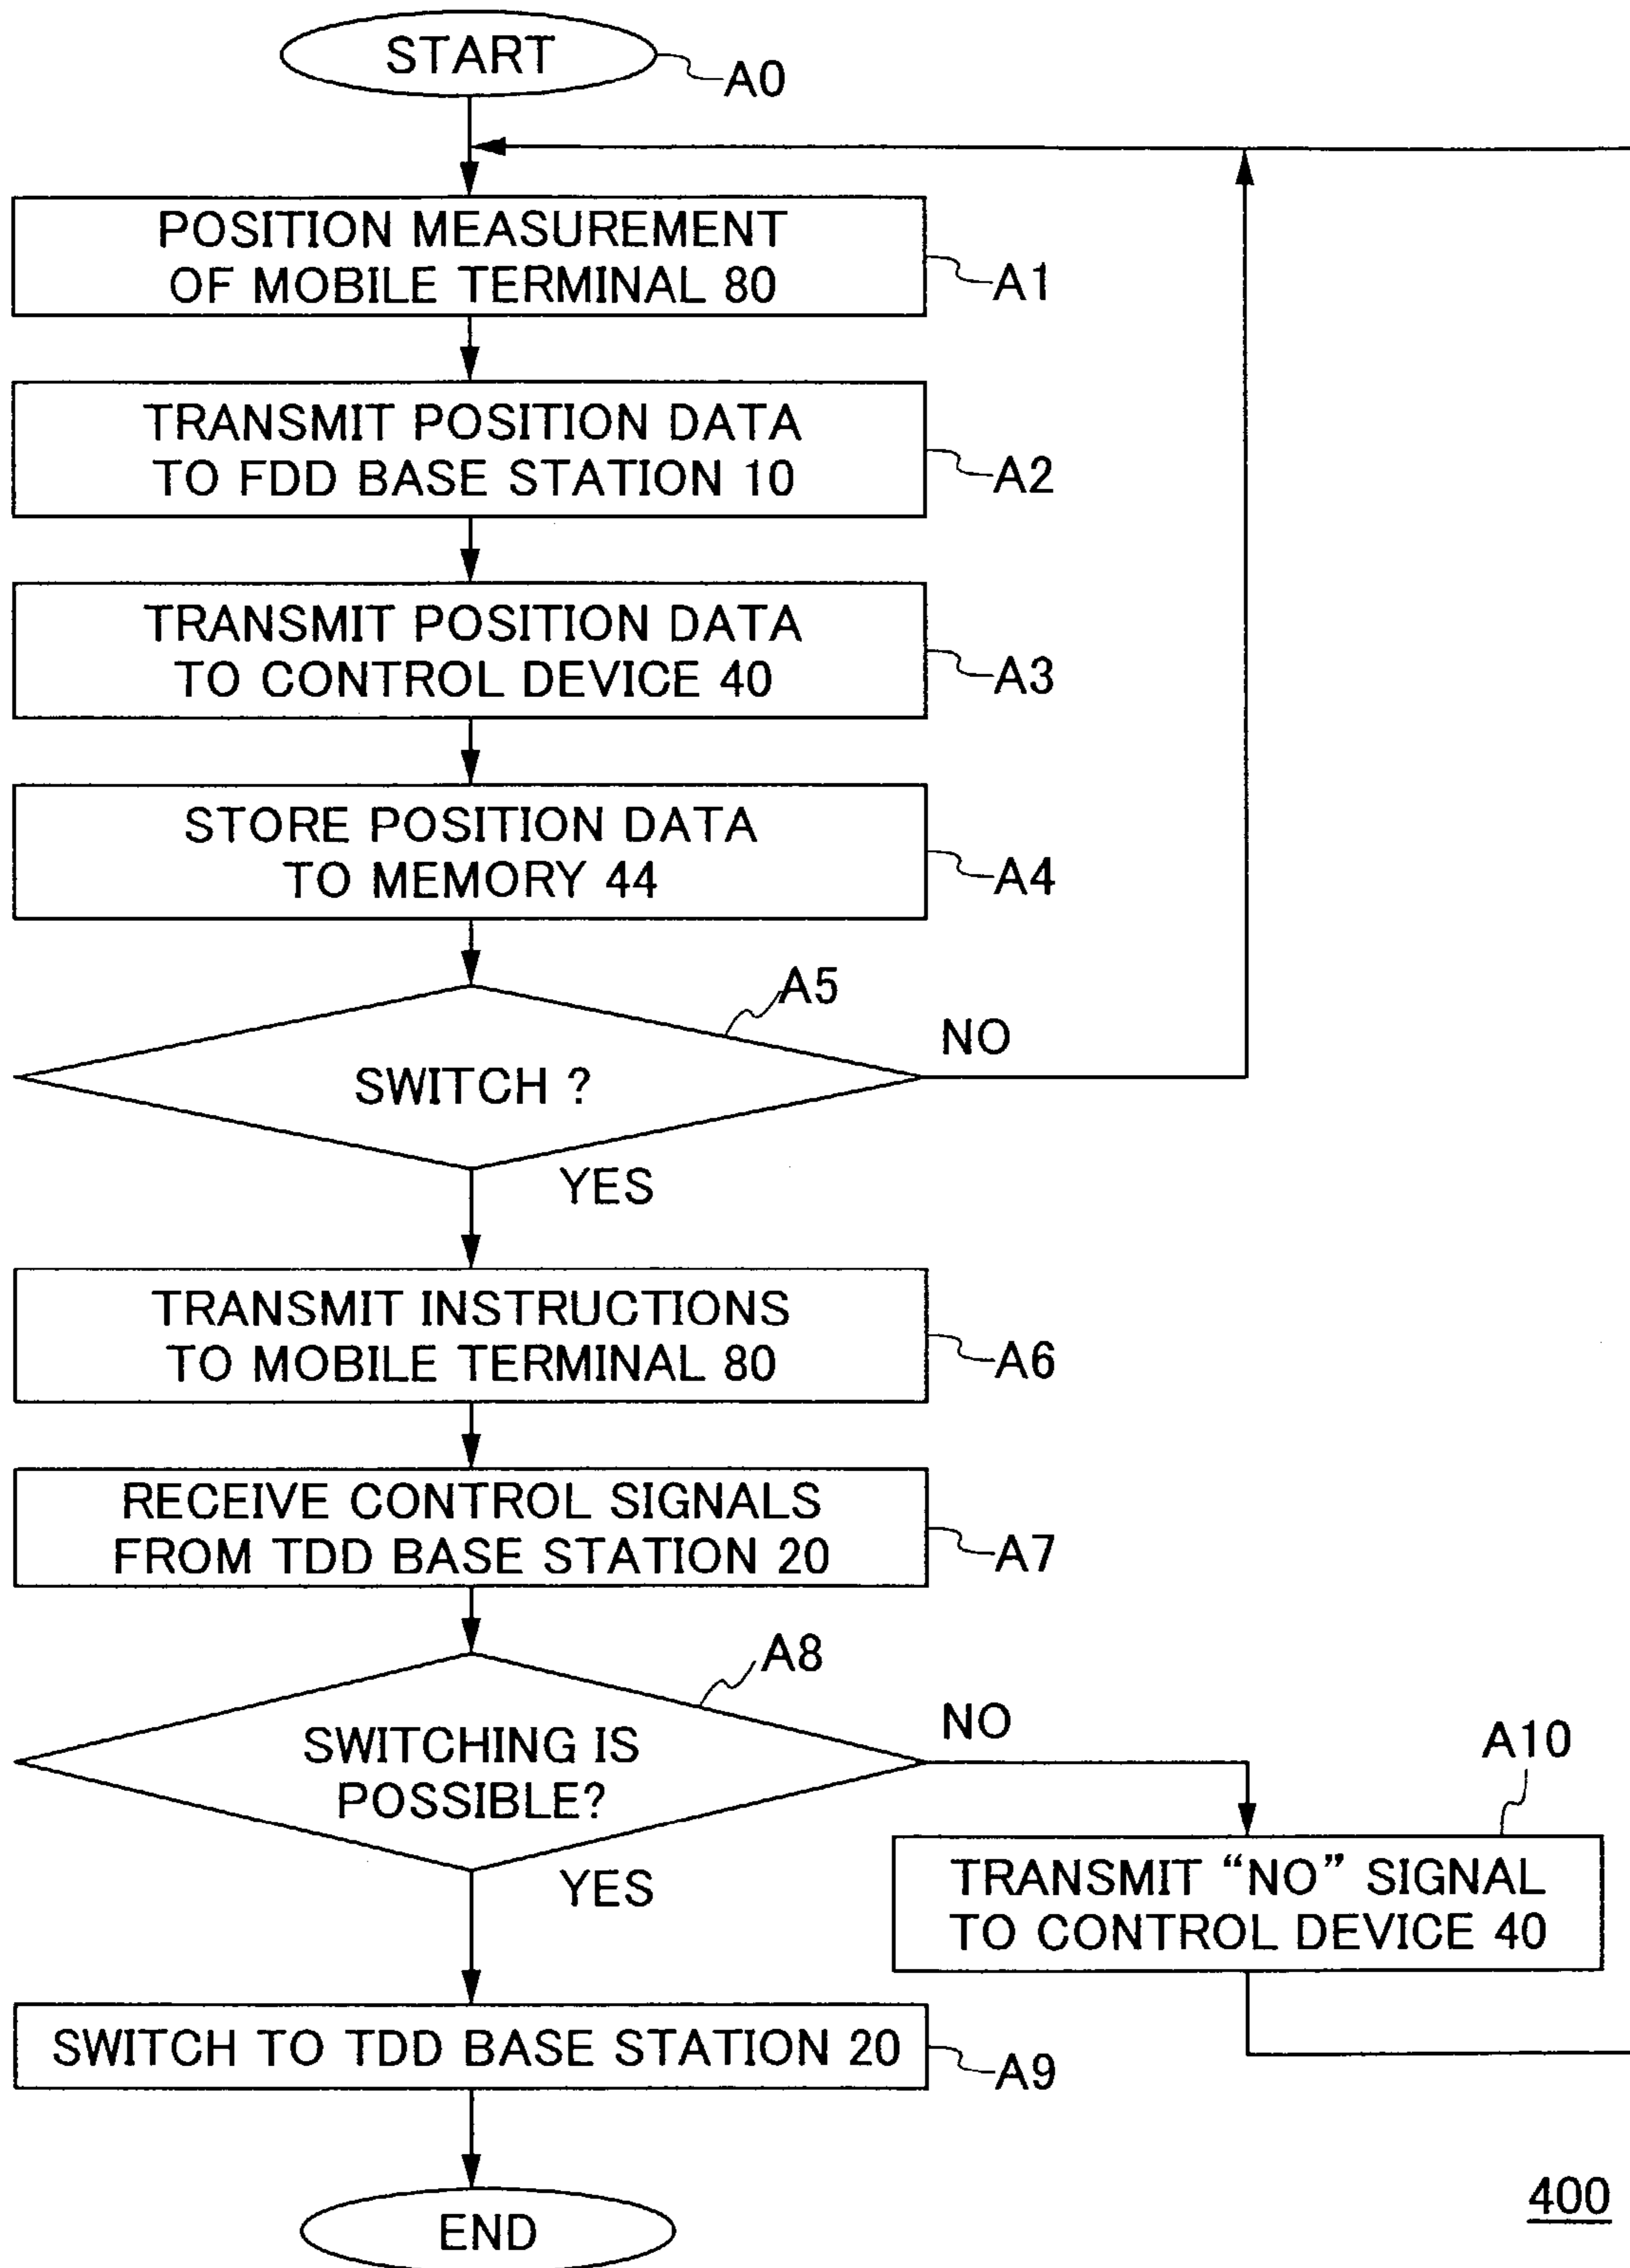 START
A0
POSITION MEASUREMENT
OF MOBILE TERMINAL 80
A1
TRANSMIT POSITION DATA
TO FDD BASE STATION 10
A2
TRANSMIT POSITION DATA
TO CONTROL DEVICE 40
A3
STORE POSITION DATA
TO MEMORY 44
A4
A5
SWITCH ?
NO
YES
TRANSMIT INSTRUCTIONS
TO MOBILE TERMINAL 80
A6
RECEIVE CONTROL SIGNALS
FROM TDD BASE STATION 20
A7
A8
SWITCHING IS
POSSIBLE?
NO
YES
A10
TRANSMIT “NO” SIGNAL
TO CONTROL DEVICE 40
SWITCH TO TDD BASE STATION 20
A9
END
400